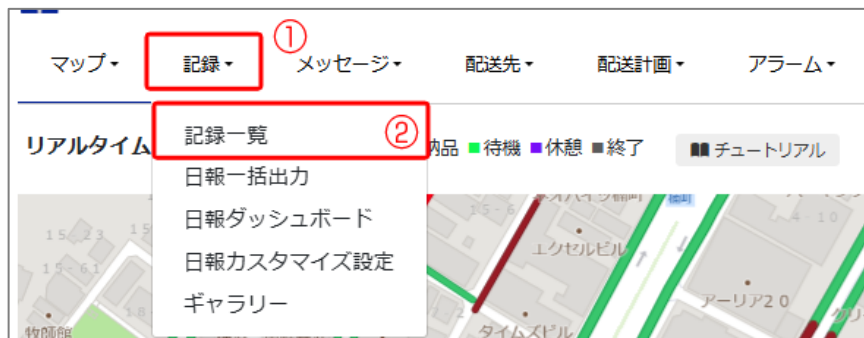 ①
マップ▾ 記録▾ メッセージ▾ 配送先▾ 配送計画▾ アラーム▾
リアルタイム 納品 ■待機 ■休憩 ■終了 チュートリアル
記録一覧 ②
日報一括出力
日報ダッシュボード
日報カスタマイズ設定
ギャラリー
15-23
15-61
15-6
エクセルビル
4-10
アーリア20
牧師館
タイムズビル